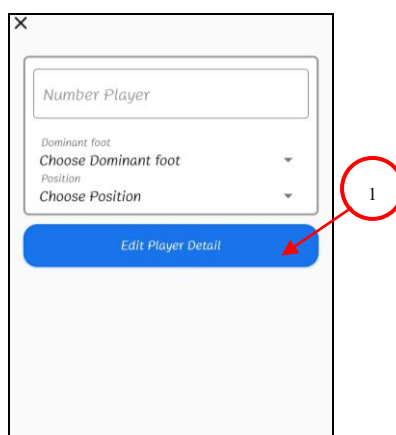 Number Player
Dominant foot
Choose Dominant foot
Position
Choose Position
Edit Player Detail
1